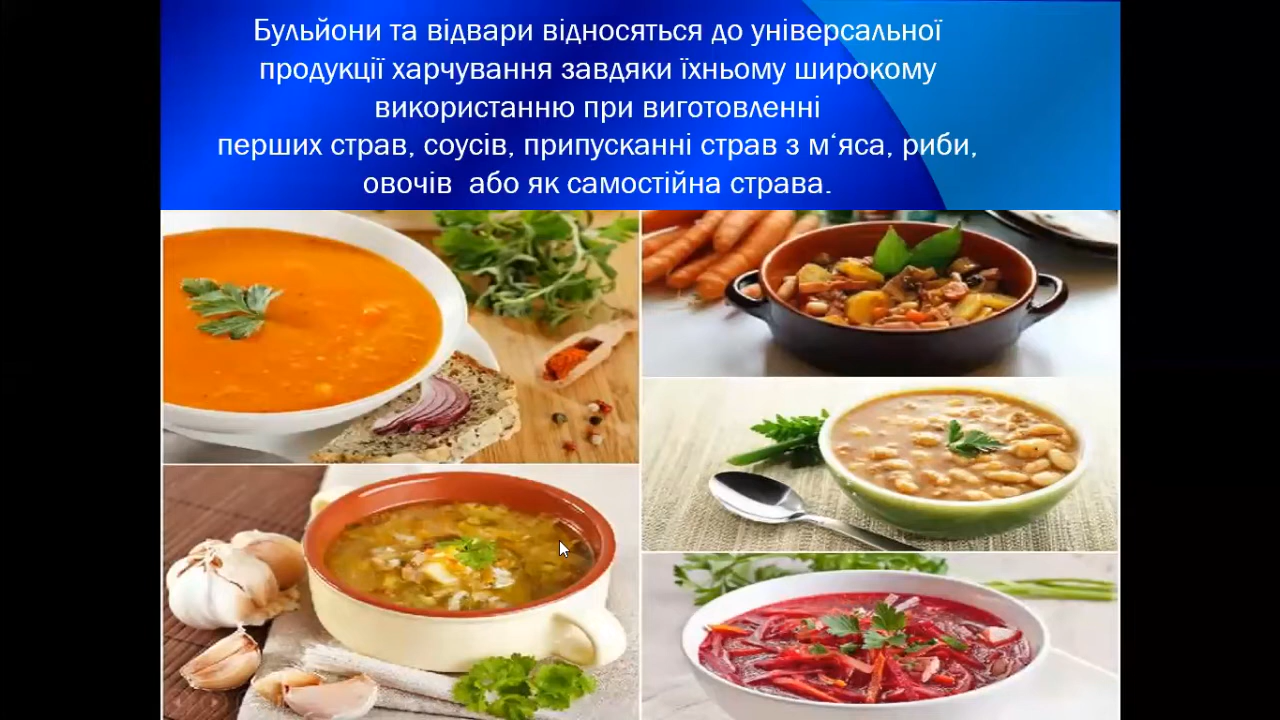 Бульйони та відвари відносяться до універсальної
продукції харчування завдяки їхньому широкому
використанню при виготовленні
перших страв, соусів, припусканні страв з м‘яса, риби,
овочів  або як самостійна страва.